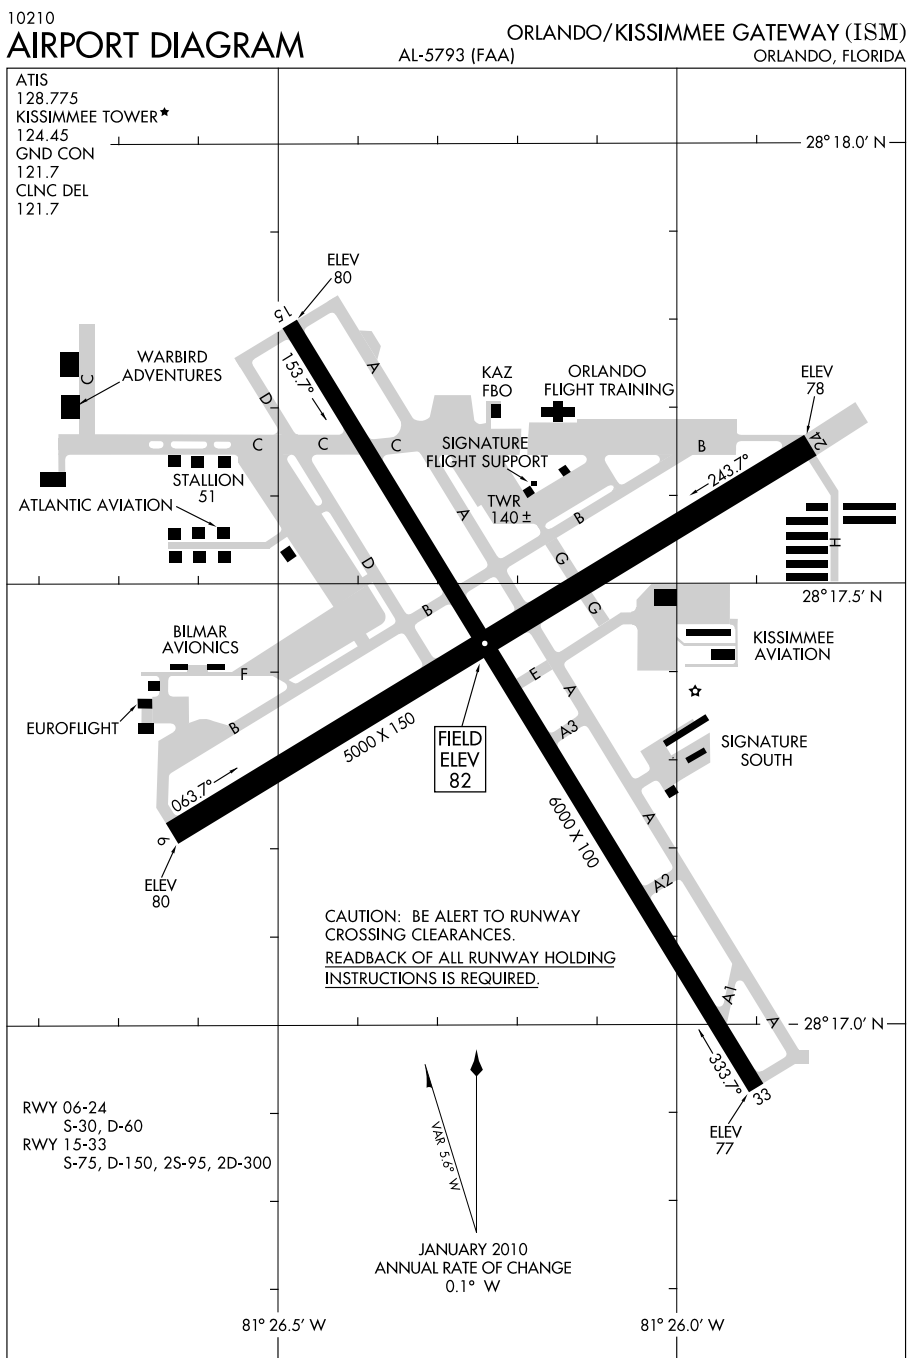 10210
AIRPORT DIAGRAM
AL-5793 (FAA)
ORLANDO/KISSIMMEE GATEWAY (ISM)
ORLANDO, FLORIDA
ATIS
128.775
KISSIMMEE TOWER★
124.45
GND CON
121.7
CLNC DEL
121.7
28° 18.0' N
ELEV
80
15
153.7°
A
D
WARBIRD
ADVENTURES
C
KAZ
FBO
ORLANDO
FLIGHT TRAINING
ELEV
78
24
C
C
C
B
SIGNATURE
FLIGHT SUPPORT
243.7°
STALLION
51
ATLANTIC AVIATION
TWR
140 ±
A
B
H
D
G
28° 17.5' N
B
G
BILMAR
AVIONICS
KISSIMMEE
AVIATION
F
E
A
EUROFLIGHT
B
A3
5000 X 150
FIELD
ELEV
82
SIGNATURE
SOUTH
063.7°
6
6000 X 100
A
ELEV
80
A2
CAUTION: BE ALERT TO RUNWAY
CROSSING CLEARANCES.
READBACK OF ALL RUNWAY HOLDING
INSTRUCTIONS IS REQUIRED.
A1
A
28° 17.0' N
333.7°
33
ELEV
77
RWY 06-24
S-30, D-60
RWY 15-33
S-75, D-150, 2S-95, 2D-300
VAR 5.6° W
JANUARY 2010
ANNUAL RATE OF CHANGE
0.1° W
81° 26.5' W
81° 26.0' W